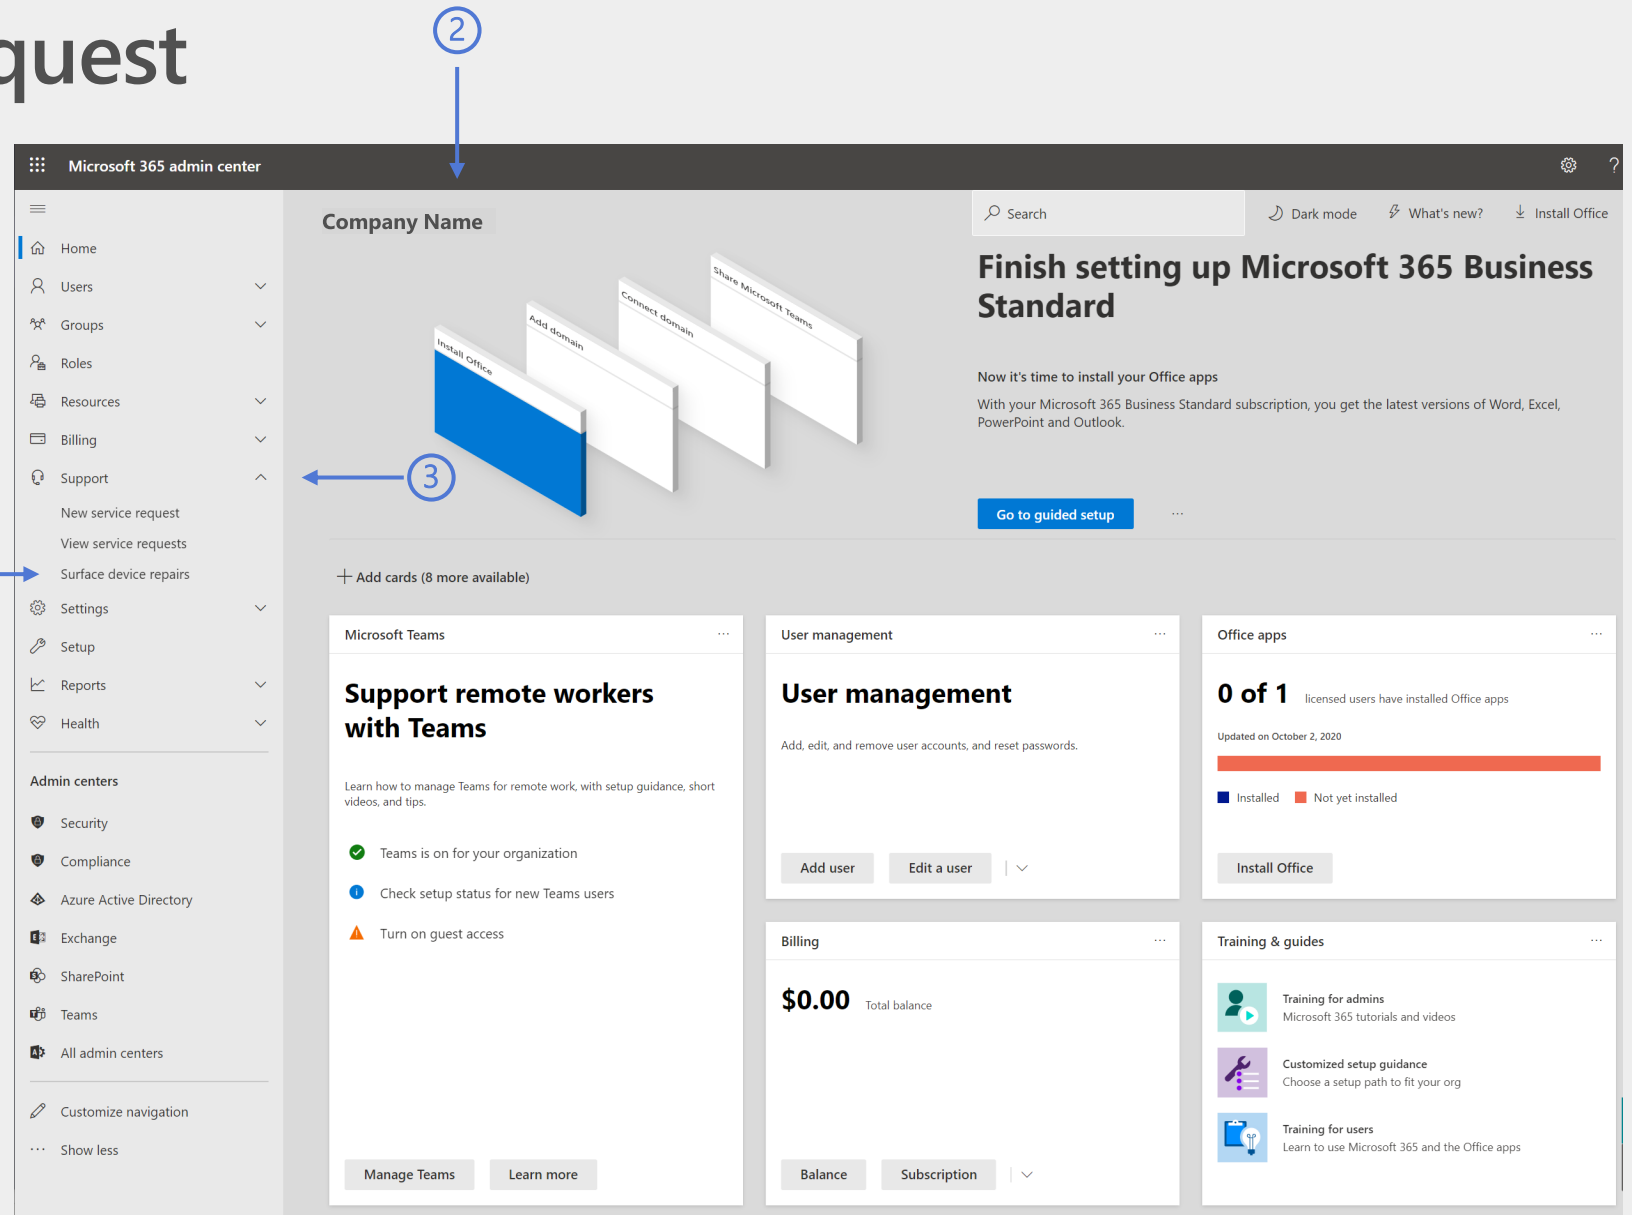 quest
2
Microsoft 365 admin center
?
Company Name
Search
Dark mode
What's new?
Install Office
Home
Users
Groups
Roles
Resources
Billing
Support
New service request
View service requests
Surface device repairs
Settings
Setup
Reports
Health
Admin centers
Security
Compliance
Azure Active Directory
Exchange
SharePoint
Teams
All admin centers
Customize navigation
Show less
3
Install Office
Add domain
Connect domain
Share Microsoft Teams
Finish setting up Microsoft 365 Business
Standard
Now it's time to install your Office apps
With your Microsoft 365 Business Standard subscription, you get the latest versions of Word, Excel,
PowerPoint and Outlook.
Go to guided setup
Add cards (8 more available)
Microsoft Teams
Support remote workers
with Teams
Learn how to manage Teams for remote work, with setup guidance, short
videos, and tips.
Teams is on for your organization
Check setup status for new Teams users
Turn on guest access
Manage Teams
Learn more
User management
User management
Add, edit, and remove user accounts, and reset passwords.
Add user
Edit a user
Office apps
0 of 1 licensed users have installed Office apps
Updated on October 2, 2020
Installed
Not yet installed
Install Office
Billing
$0.00 Total balance
Balance
Subscription
Training & guides
Training for admins
Microsoft 365 tutorials and videos
Customized setup guidance
Choose a setup path to fit your org
Training for users
Learn to use Microsoft 365 and the Office apps